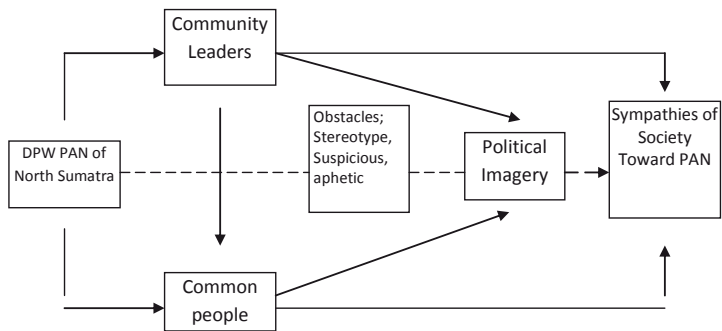 Community
Leaders
DPW PAN of
North Sumatra
Obstacles;
Stereotype,
Suspicious,
aphetic
Political
Imagery
Sympathies of
Society
Toward PAN
Common
people